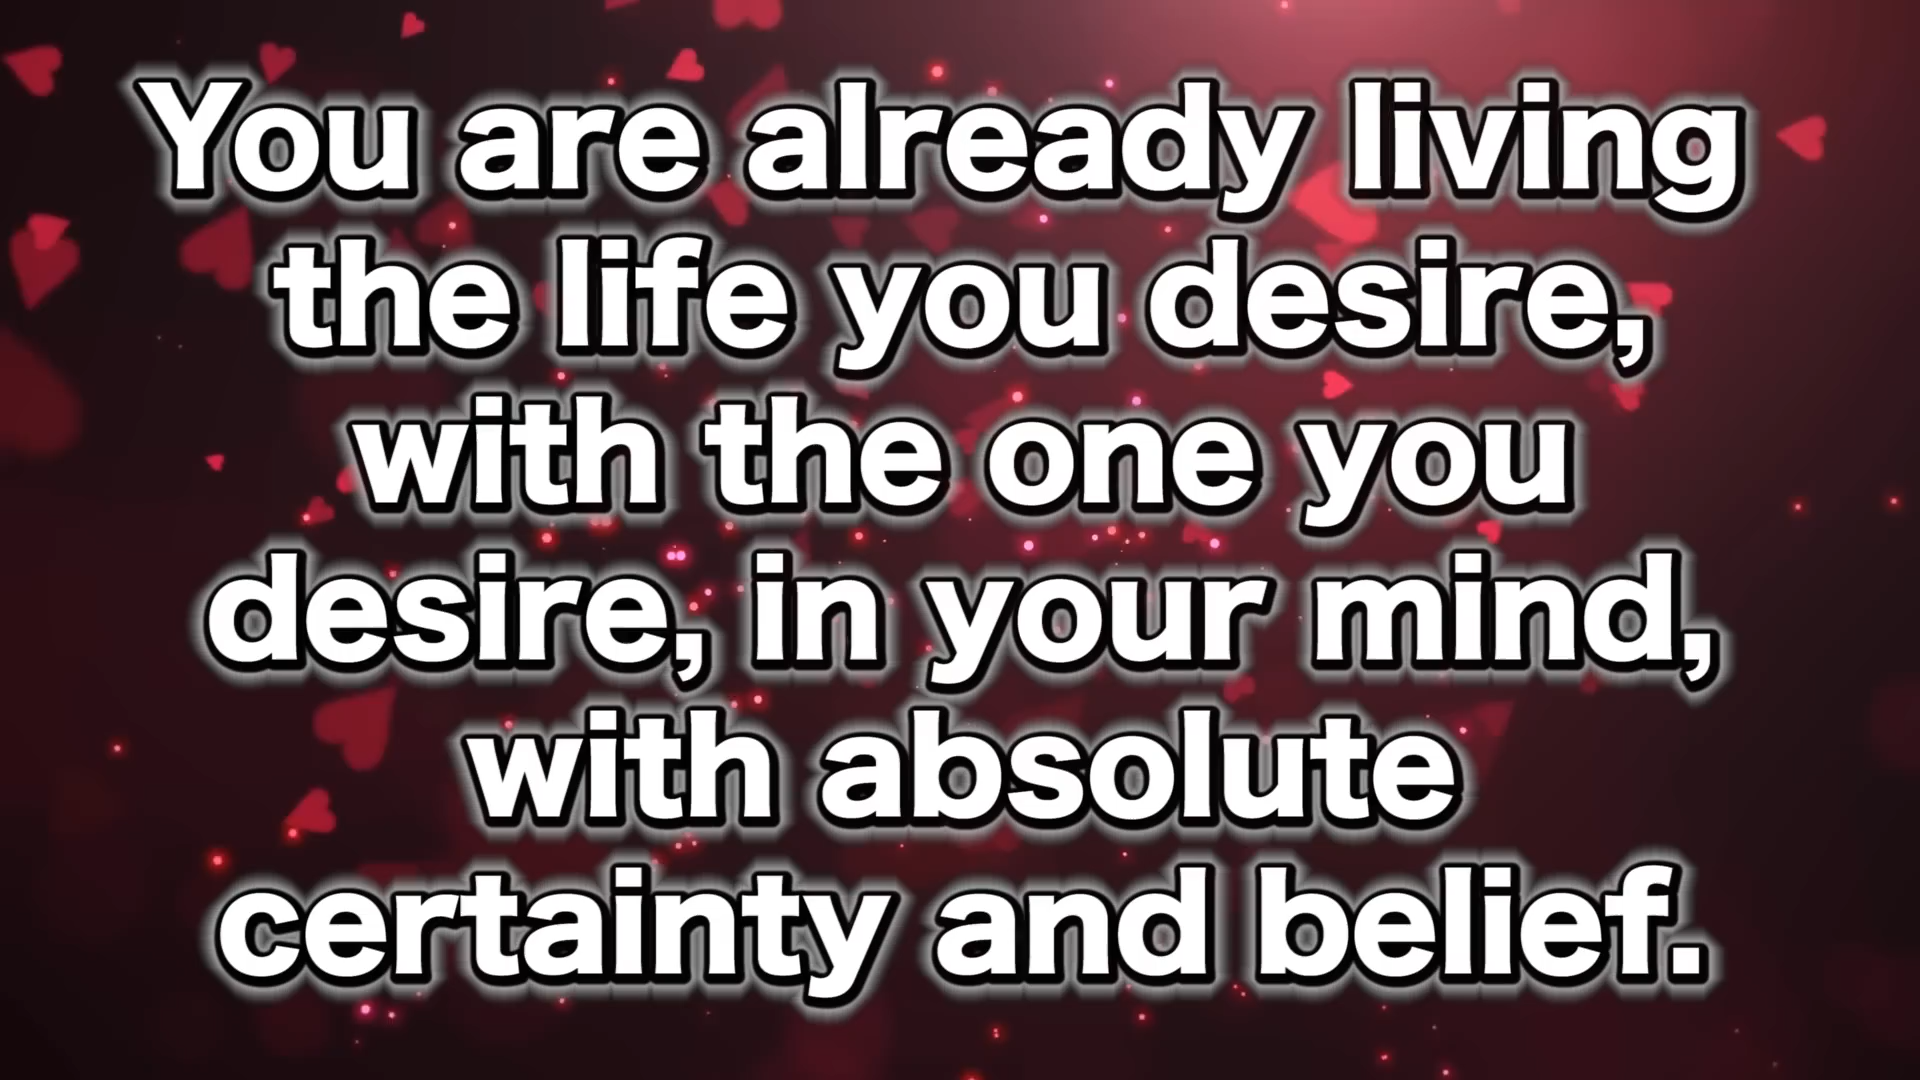 You are already living
the life you desire,
with the one you
desire, in your mind,
with absolute
certainty and belief.